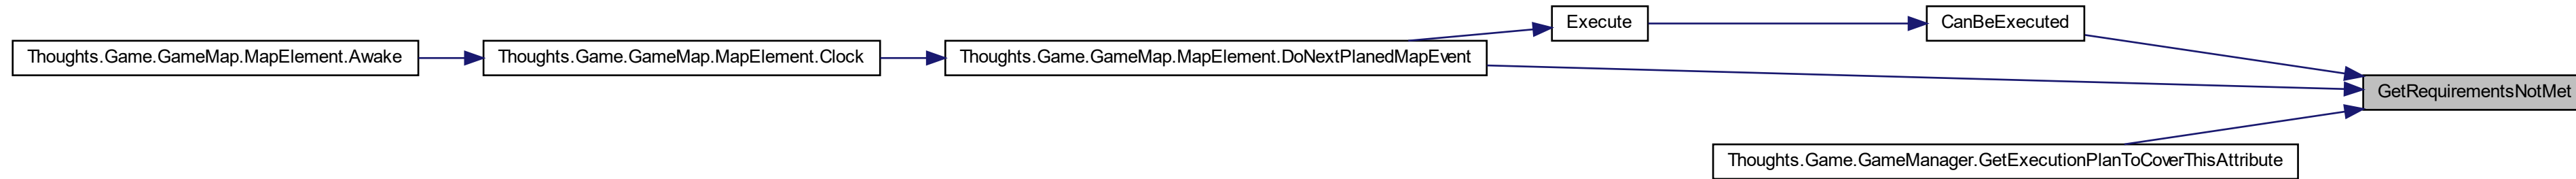 Execute
CanBeExecuted
Thoughts.Game.GameMap.MapElement.Awake
Thoughts.Game.GameMap.MapElement.Clock
Thoughts.Game.GameMap.MapElement.DoNextPlanedMapEvent
GetRequirementsNotMet
Thoughts.Game.GameManager.GetExecutionPlanToCoverThisAttribute